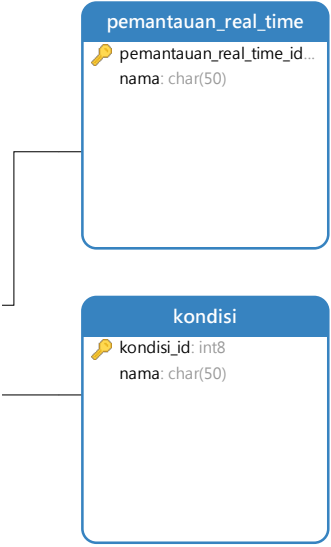 pemantauan_real_time
pemantauan_real_time_id...
nama: char(50)
kondisi
kondisi_id: int8
nama: char(50)